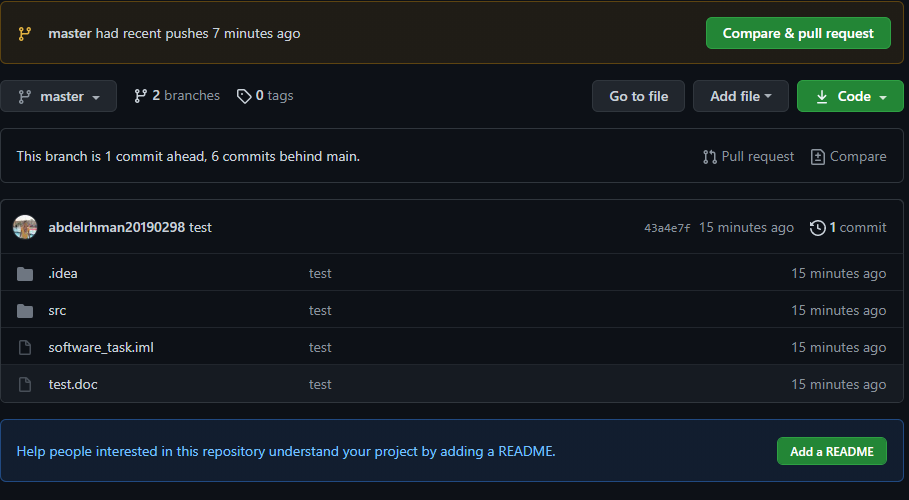 master had recent pushes 7 minutes ago Compare & pull request
master 2 branches 0 tags Go to file Add file Code
This branch is 1 commit ahead, 6 commits behind main. Pull request Compare
abdelrhman20190298 test 43a4e7f 15 minutes ago 1 commit
.idea test 15 minutes ago
src test 15 minutes ago
software_task.iml test 15 minutes ago
test.doc test 15 minutes ago
Help people interested in this repository understand your project by adding a README. Add a README